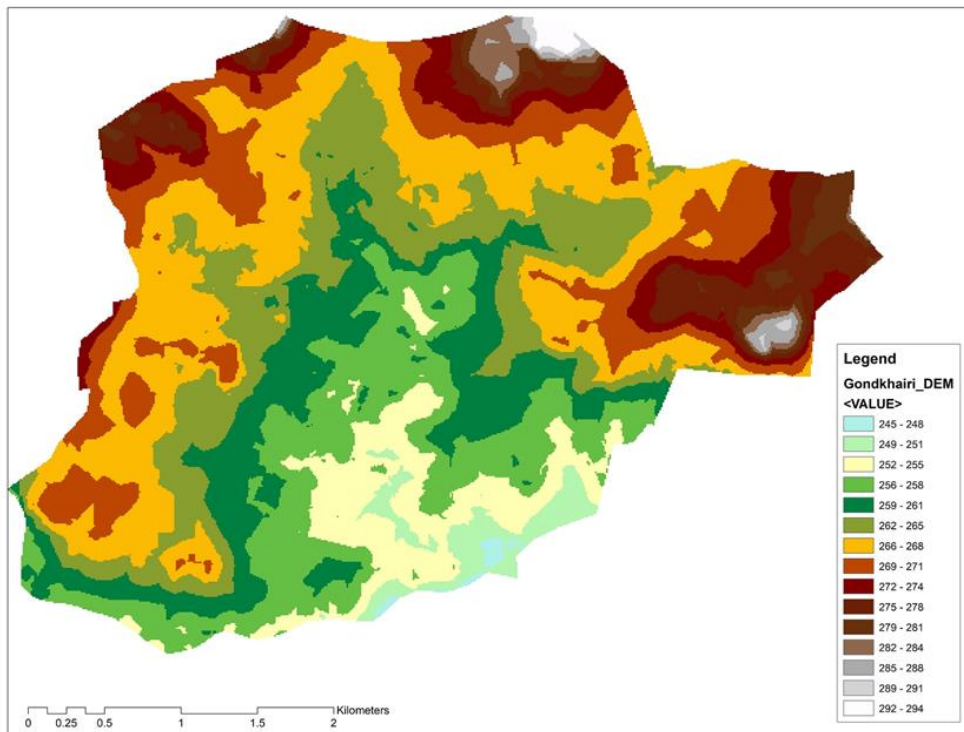 Legend
Gondkhairi_DEM
<VALUE>
245 - 248
249 - 251
252 - 255
256 - 258
259 - 261
262 - 265
266 - 268
269 - 271
272 - 274
275 - 278
279 - 281
282 - 284
285 - 288
289 - 291
292 - 294
Kilometers
0 0.25 0.5 1 1.5 2